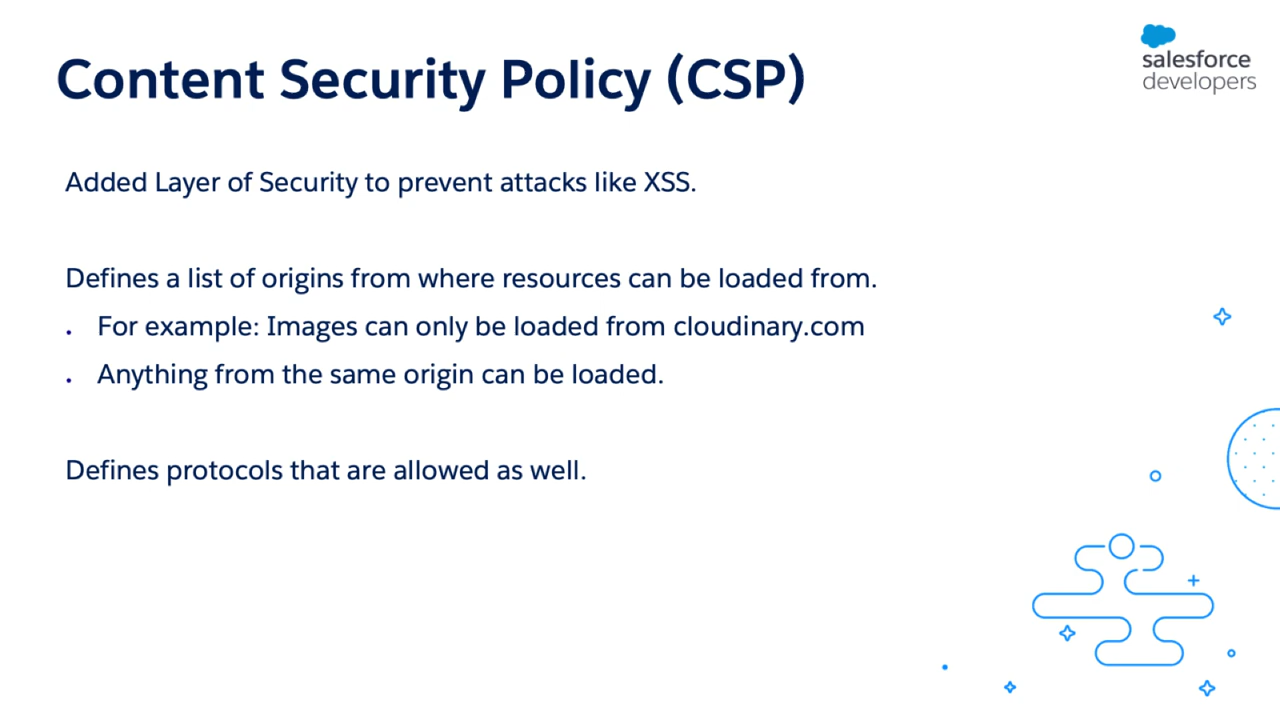 Content Security Policy (CSP)
salesforce
developers
Added Layer of Security to prevent attacks like XSS.
Defines a list of origins from where resources can be loaded from.
• For example: Images can only be loaded from cloudinary.com
• Anything from the same origin can be loaded.
Defines protocols that are allowed as well.